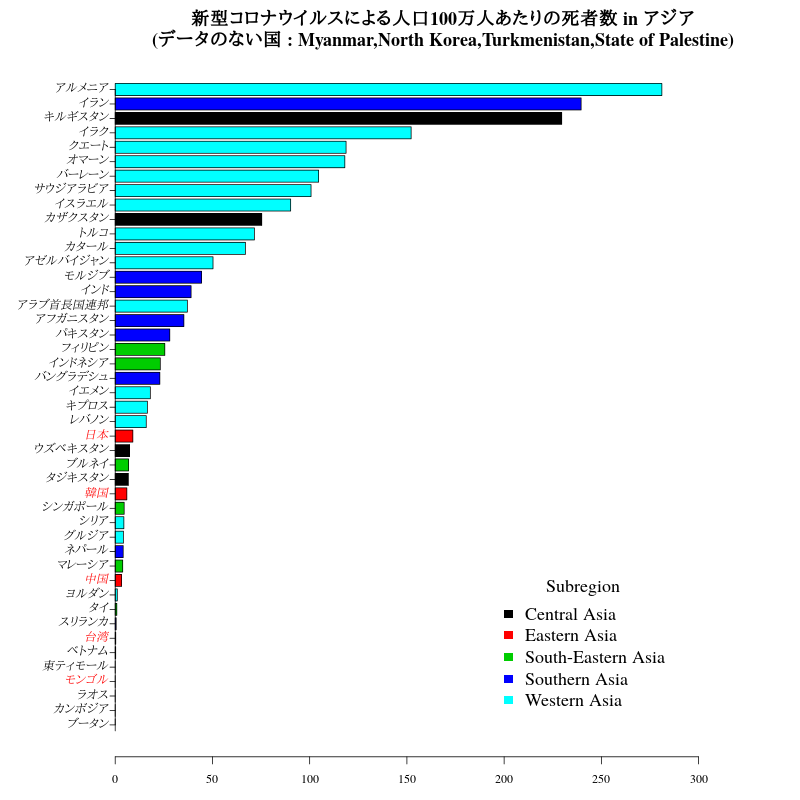 新型コロナウイルスによる人口100万人あたりの死者数 in アジア
(データのない国 : Myanmar,North Korea,Turkmenistan,State of Palestine)
アルメニア
イラン
キルギスタン
イラク
クエート
オマーン
バーレーン
サウジアラビア
イスラエル
カザクスタン
トルコ
カタール
アゼルバイジャン
モルジブ
インド
アラブ首長国連邦
アフガニスタン
パキスタン
フィリピン
インドネシア
バングラデシュ
イエメン
キプロス
レバノン
日本
ウズベキスタン
ブルネイ
タジキスタン
韓国
シンガポール
シリア
グルジア
ネパール
マレーシア
中国
ヨルダン
タイ
スリランカ
台湾
ベトナム
東ティモール
モンゴル
ラオス
カンボジア
ブータン
Subregion
Central Asia
Eastern Asia
South-Eastern Asia
Southern Asia
Western Asia
0 50 100 150 200 250 300